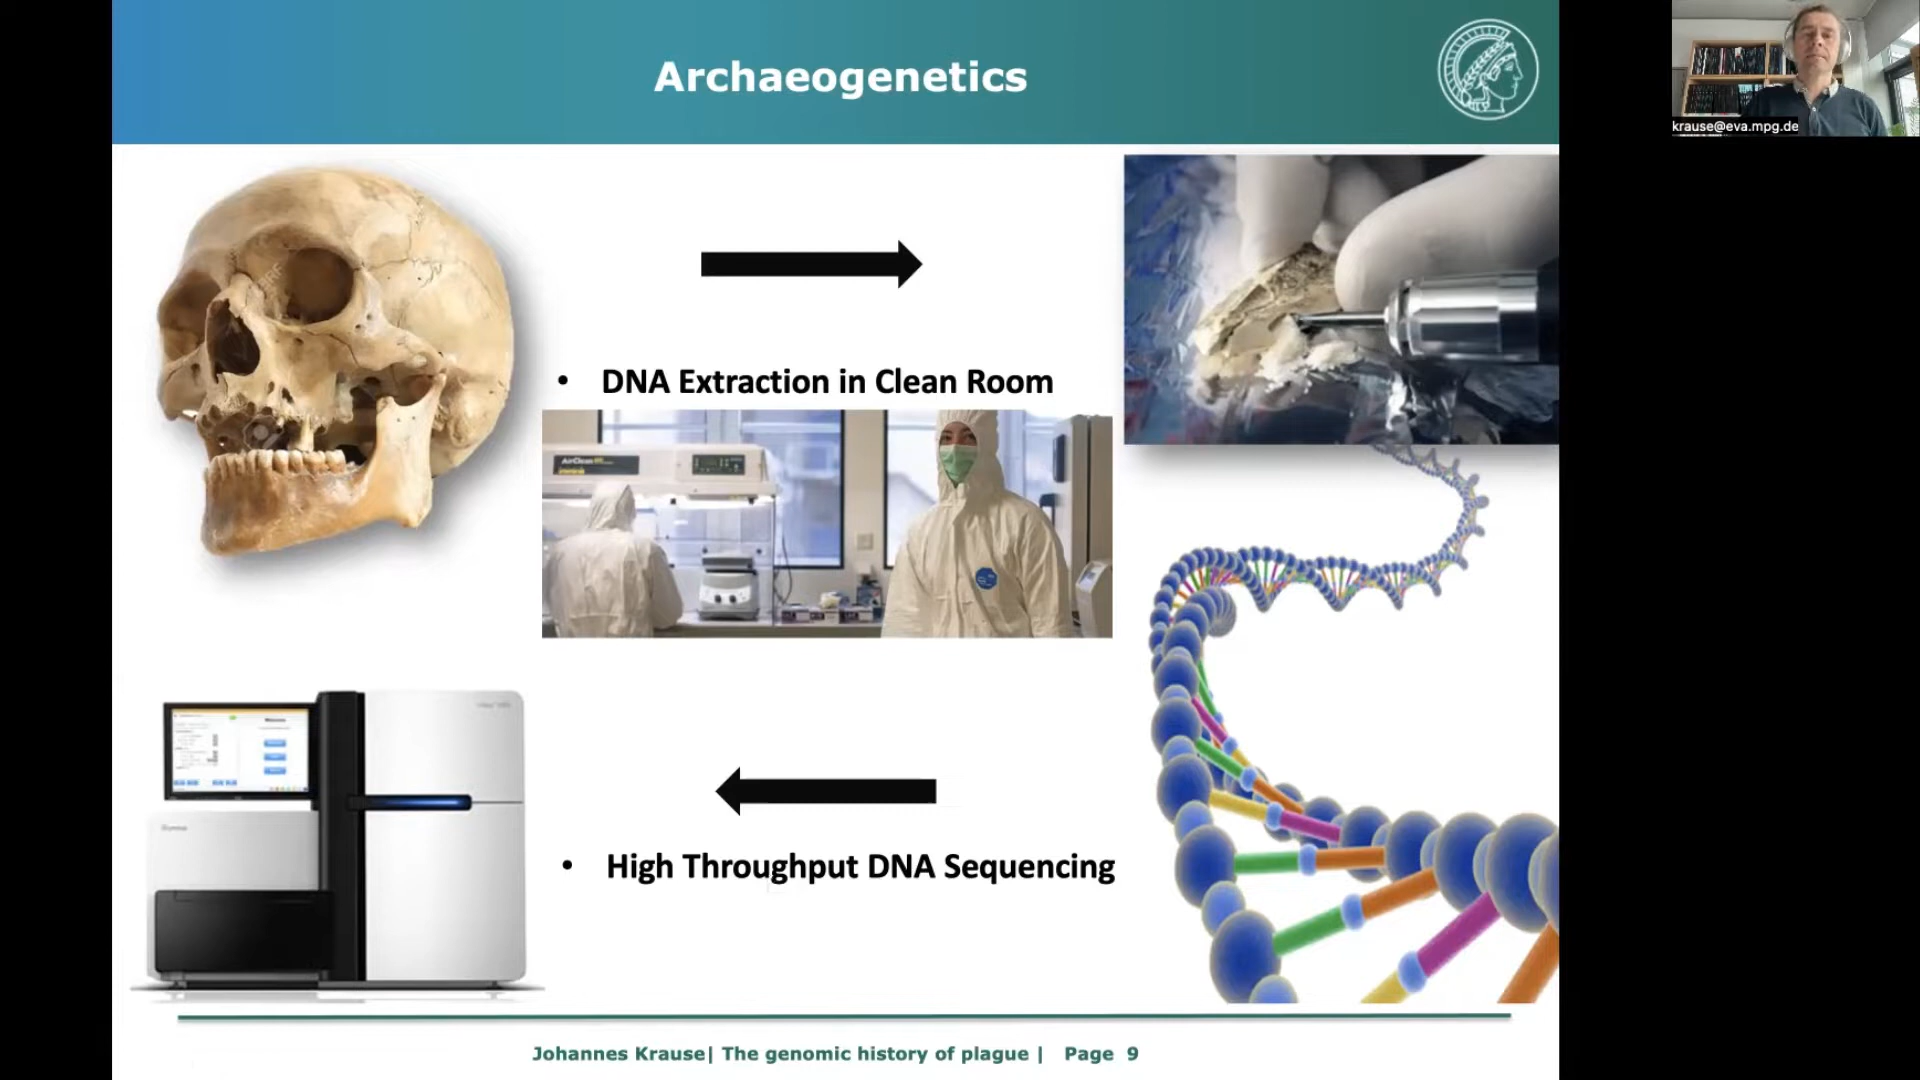 Archaeogenetics
krause@eva.mpg.de
• DNA Extraction in Clean Room
AirClean
• High Throughput DNA Sequencing
Johannes Krause| The genomic history of plague | Page 9